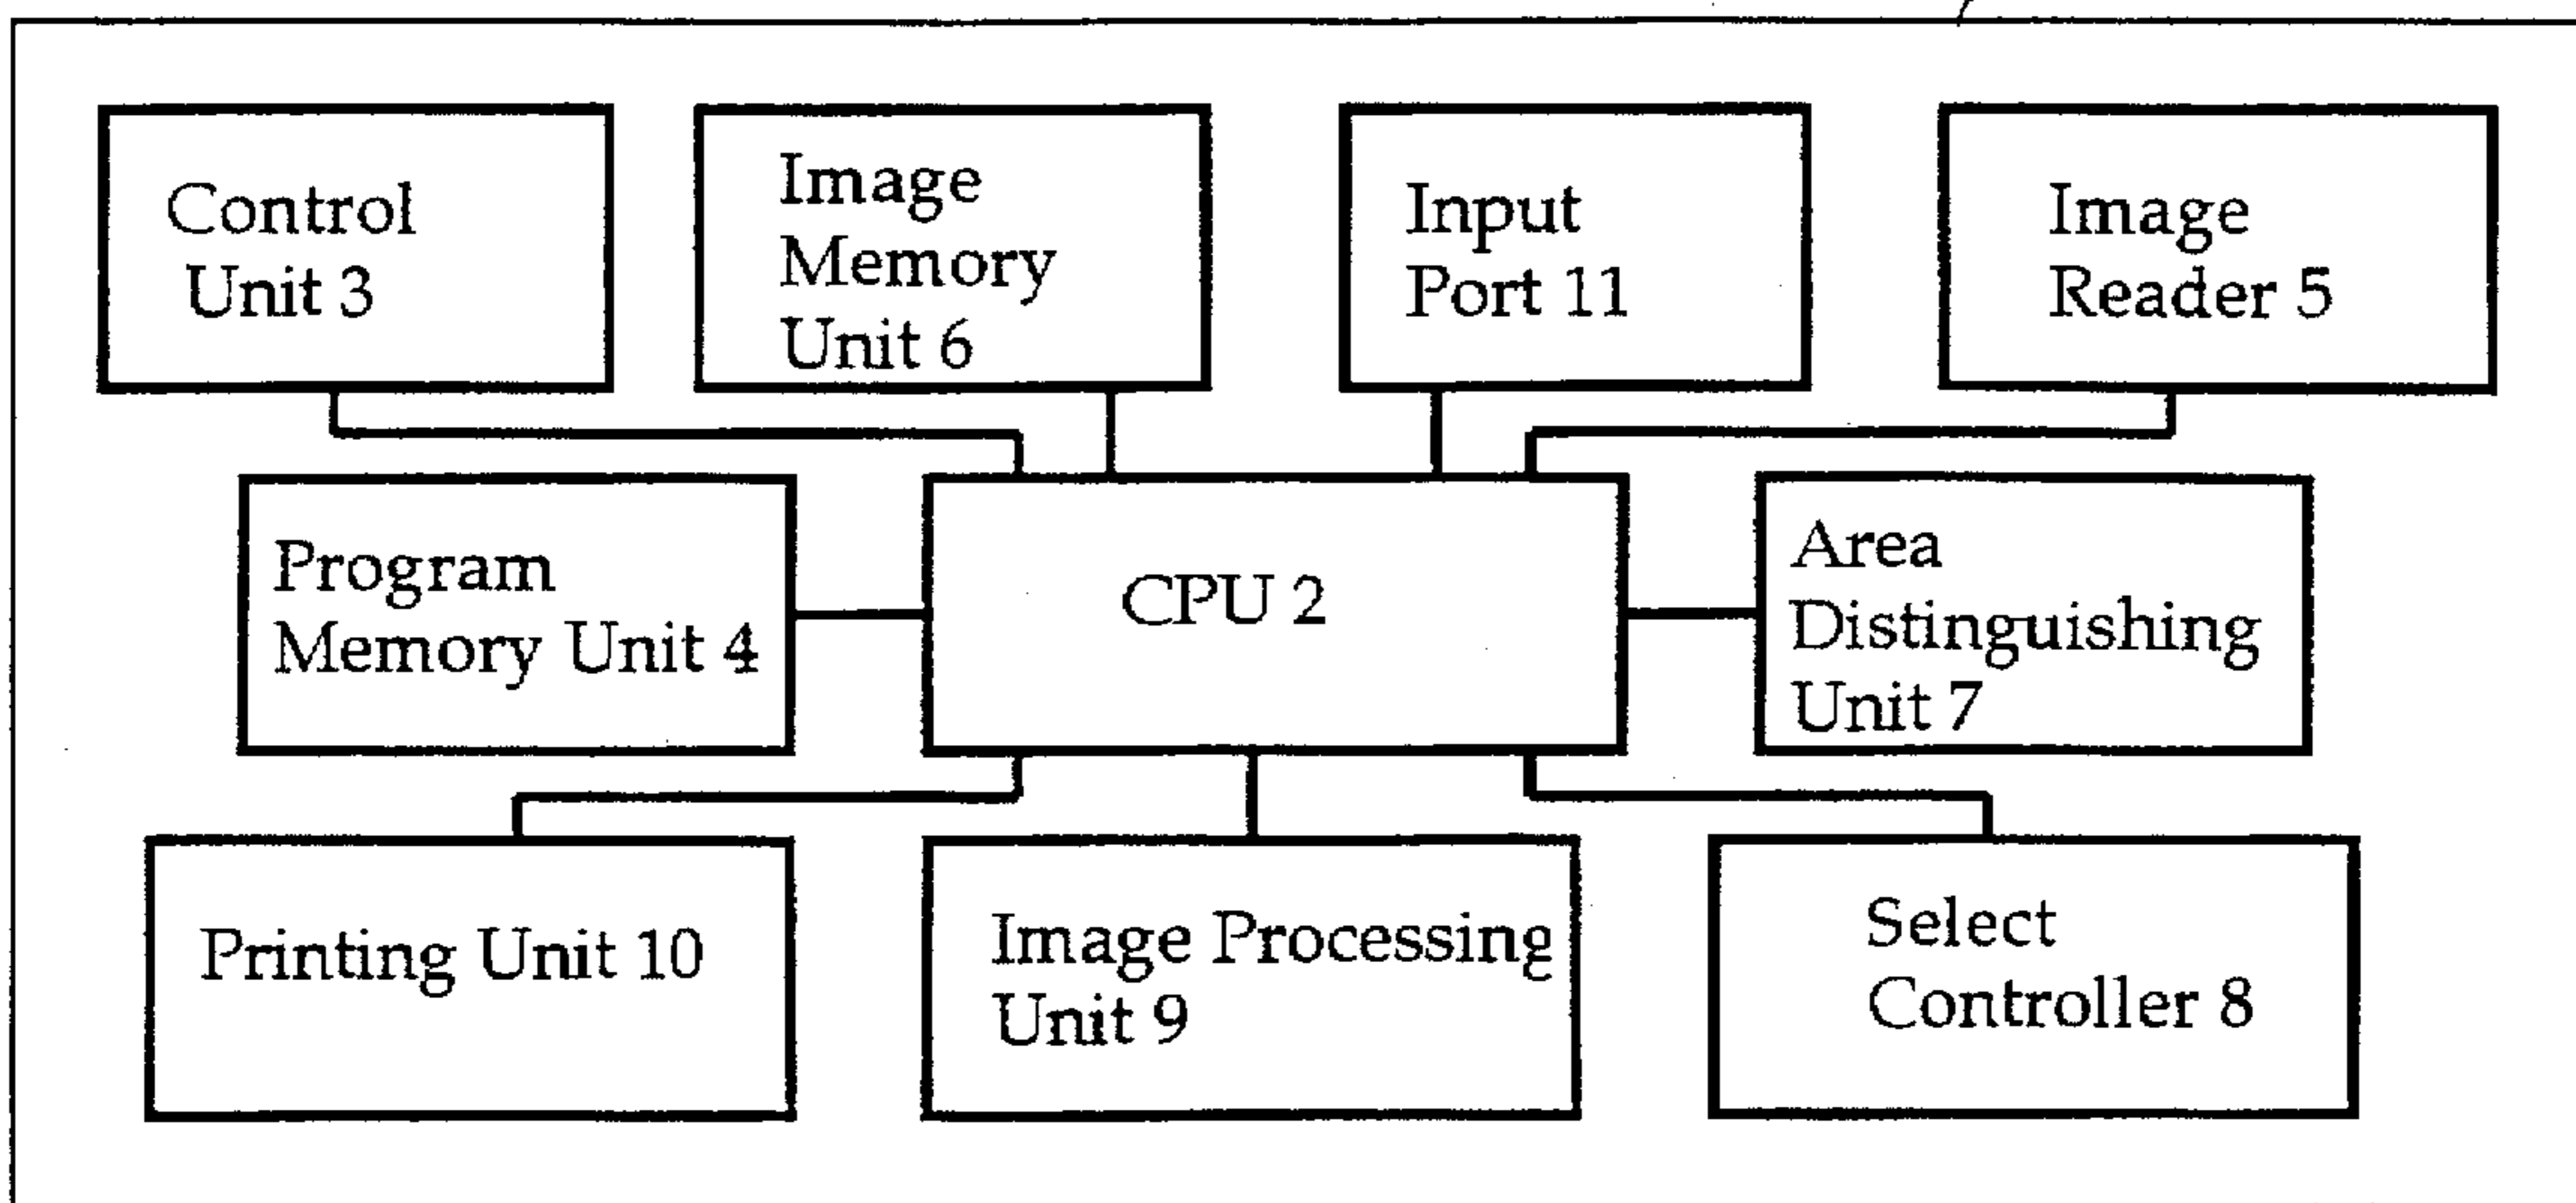 Control
Unit 3
Image
Memory
Unit 6
Input
Port 11
Image
Reader 5
Program
Memory Unit 4
CPU 2
Area
Distinguishing
Unit 7
Printing Unit 10
Image Processing
Unit 9
Select
Controller 8